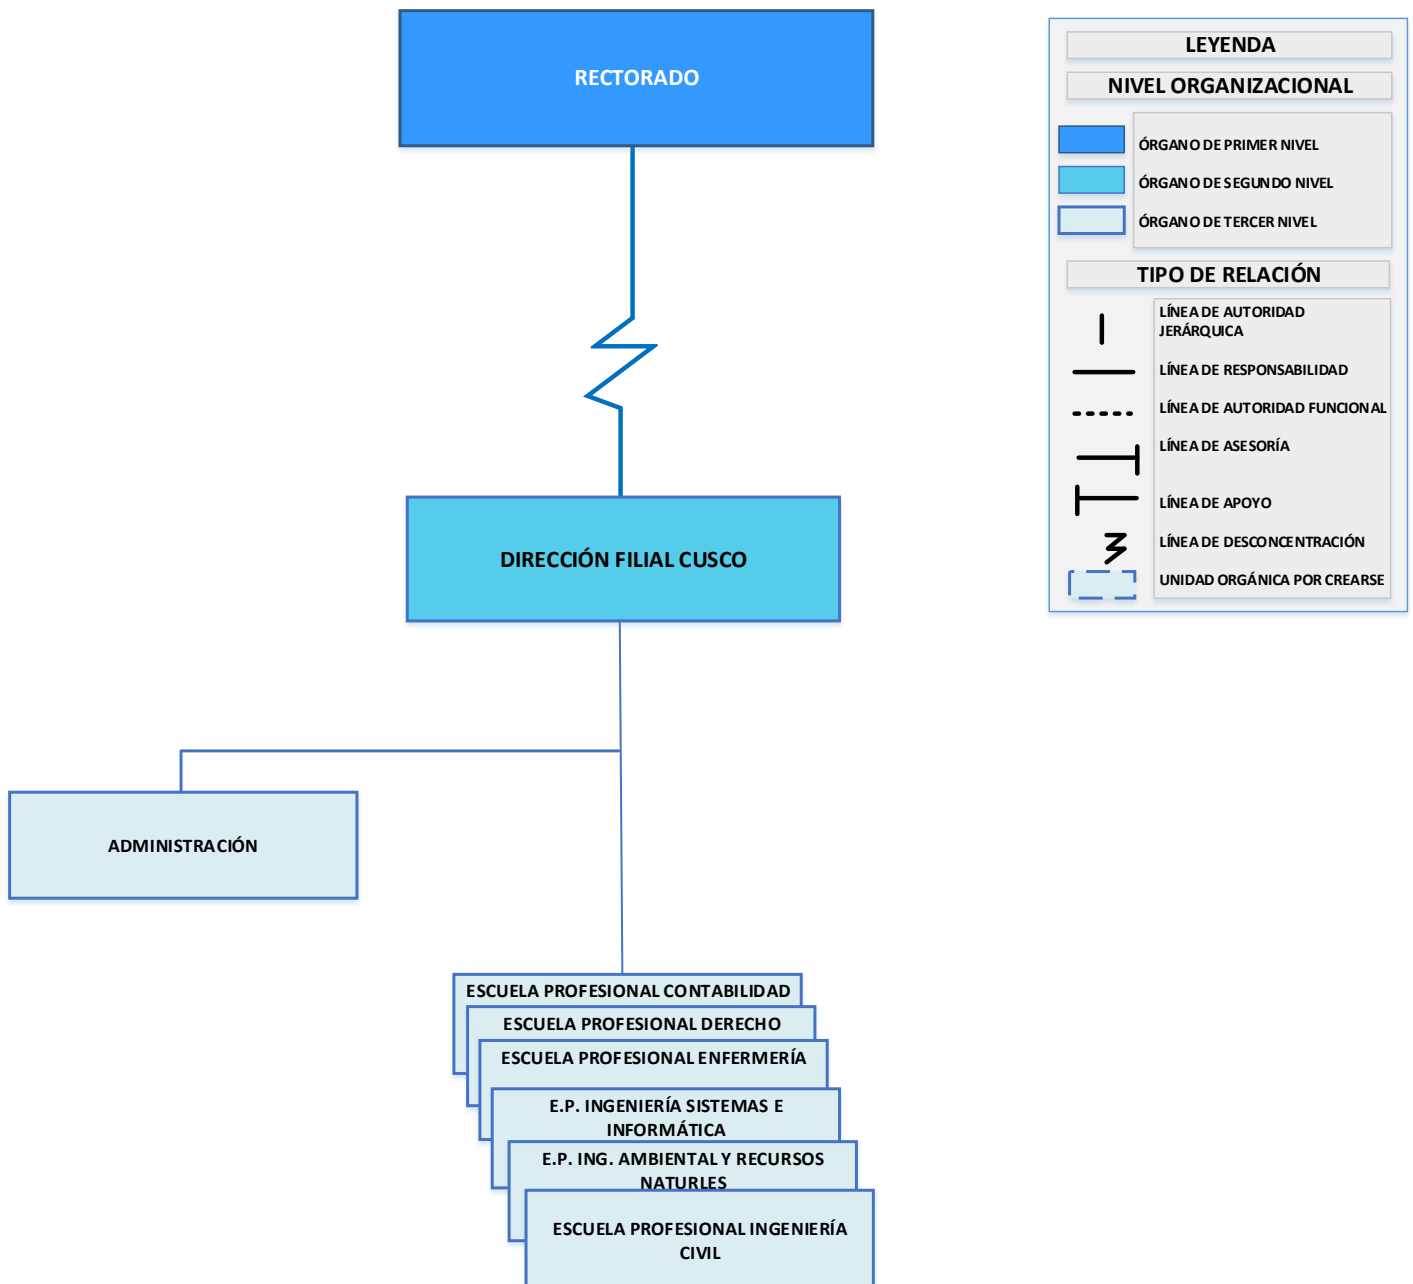 RECTORADO
DIRECCIÓN FILIAL CUSCO
ADMINISTRACIÓN
ESCUELA PROFESIONAL CONTABILIDAD
ESCUELA PROFESIONAL DERECHO
ESCUELA PROFESIONAL ENFERMERÍA
E.P. INGENIERÍA SISTEMAS E
INFORMÁTICA
E.P. ING. AMBIENTAL Y RECURSOS
NATURLES
ESCUELA PROFESIONAL INGENIERÍA
CIVIL
LEYENDA
NIVEL ORGANIZACIONAL
ÓRGANO DE PRIMER NIVEL
ÓRGANO DE SEGUNDO NIVEL
ÓRGANO DE TERCER NIVEL
TIPO DE RELACIÓN
LÍNEA DE AUTORIDAD
JERÁRQUICA
LÍNEA DE RESPONSABILIDAD
LÍNEA DE AUTORIDAD FUNCIONAL
LÍNEA DE ASESORÍA
LÍNEA DE APOYO
LÍNEA DE DESCONCENTRACIÓN
UNIDAD ORGÁNICA POR CREARSE